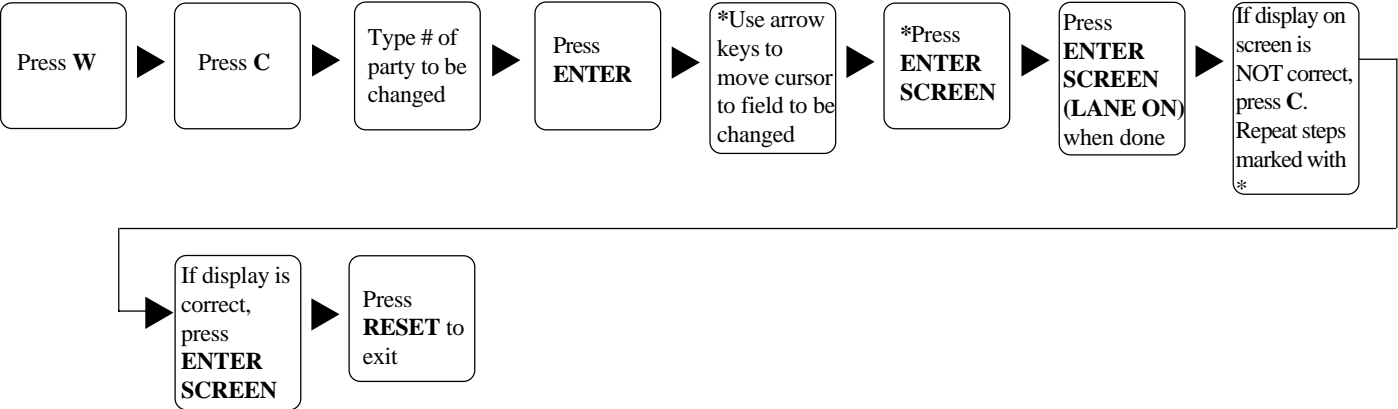 Press W
Press C
Type # of
party to be
changed
Press
ENTER
*Use arrow
keys to
move cursor
to field to be
changed
*Press
ENTER
SCREEN
Press
ENTER
SCREEN
(LANE ON)
when done
If display on
screen is
NOT correct,
press C.
Repeat steps
marked with
*
If display is
correct,
press
ENTER
SCREEN
Press
RESET to
exit